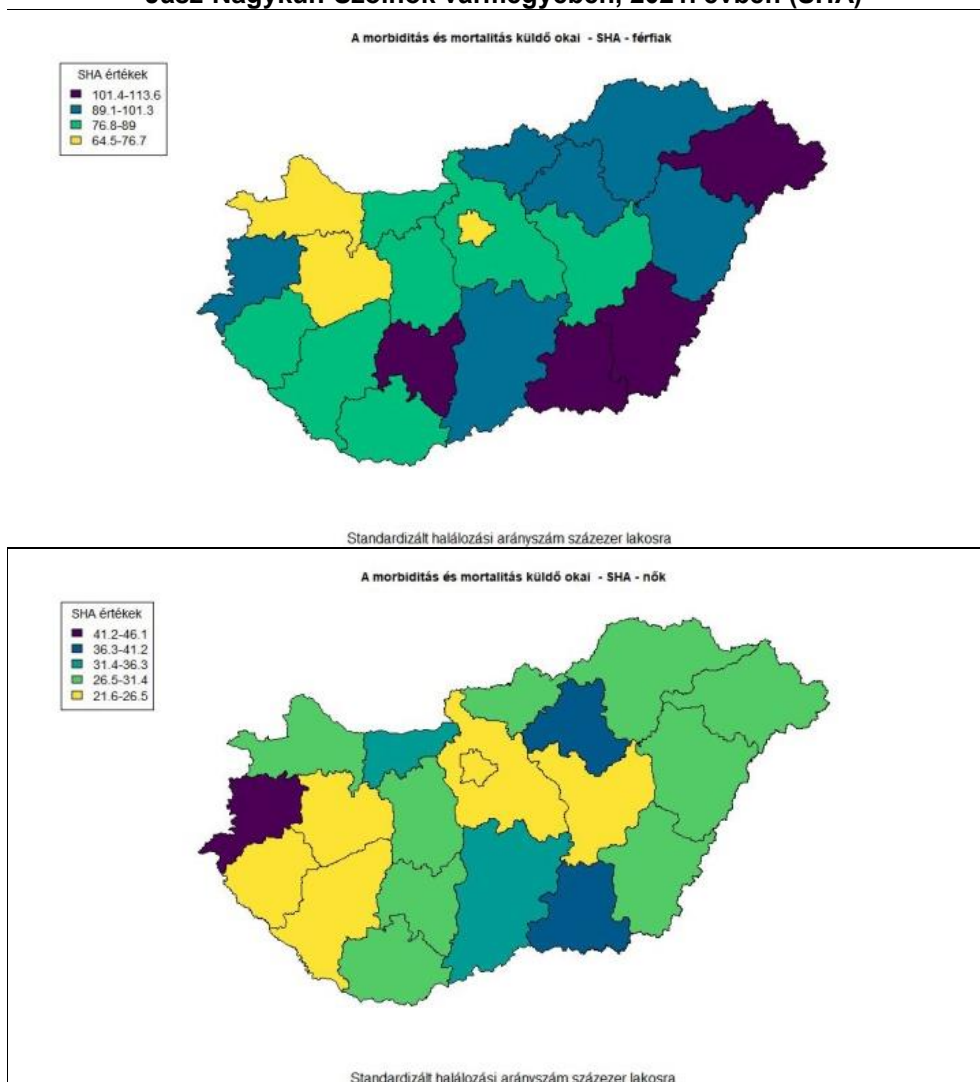 Jász-Nagykun-Szolnok vármegyében, 2021. évben (SHA)
A morbiditás és mortalitás küldő okai - SHA - férfiak
SHA értékek
101.4-113.6
89.1-101.3
76.8-89
64.5-76.7
Standardizált halálozási arányszám százezer lakosra
A morbiditás és mortalitás küldő okai - SHA - nők
SHA értékek
41.2-46.1
36.3-41.2
31.4-36.3
26.5-31.4
21.6-26.5
Standardizált halálozási arányszám százezer lakosra